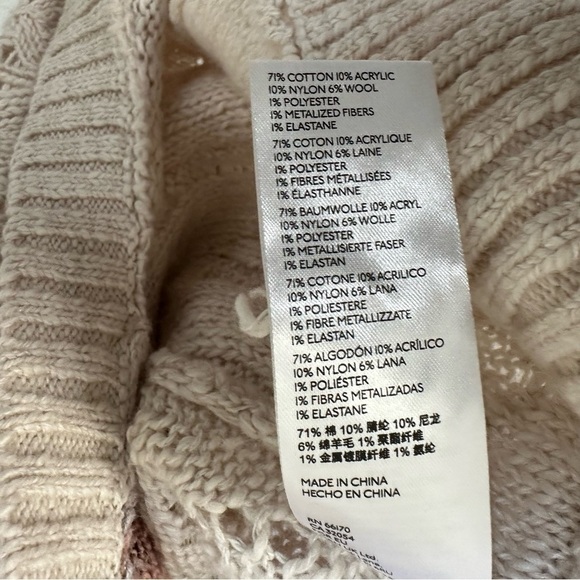 71% COTTON 10% ACRYLIC
10% NYLON 6% WOOL
1% POLYESTER
1% METALIZED FIBERS
1% ELASTANE
71% COTON 10% ACRYLIQUE
10% NYLON 6% LAINE
1% POLYESTER
1% FIBRES MÉTALLISÉES
1% ÉLASTHANNE
71% BAUMWOLLE 10% ACRYL
10% NYLON 6% WOLLE
1% POLYESTER
1% METALLISIERTE FASER
1% ELASTAN
71% COTONE 10% ACRILICO
10% NYLON 6% LANA
1% POLIESTERE
1% FIBRE METALLIZZATE
1% ELASTAN
71% ALGODÓN 10% ACRÍLICO
10% NYLON 6% LANA
1% POLIÉSTER
1% FIBRAS METALIZADAS
1% ELASTANE
71% 棉 10% 腈纶 10% 尼龙
6% 绵羊毛 1% 聚酯纤维
1% 金属镀膜纤维 1% 氨纶
MADE IN CHINA
HECHO EN CHINA
RN 66170
CA 32054
EU
UK Ltd